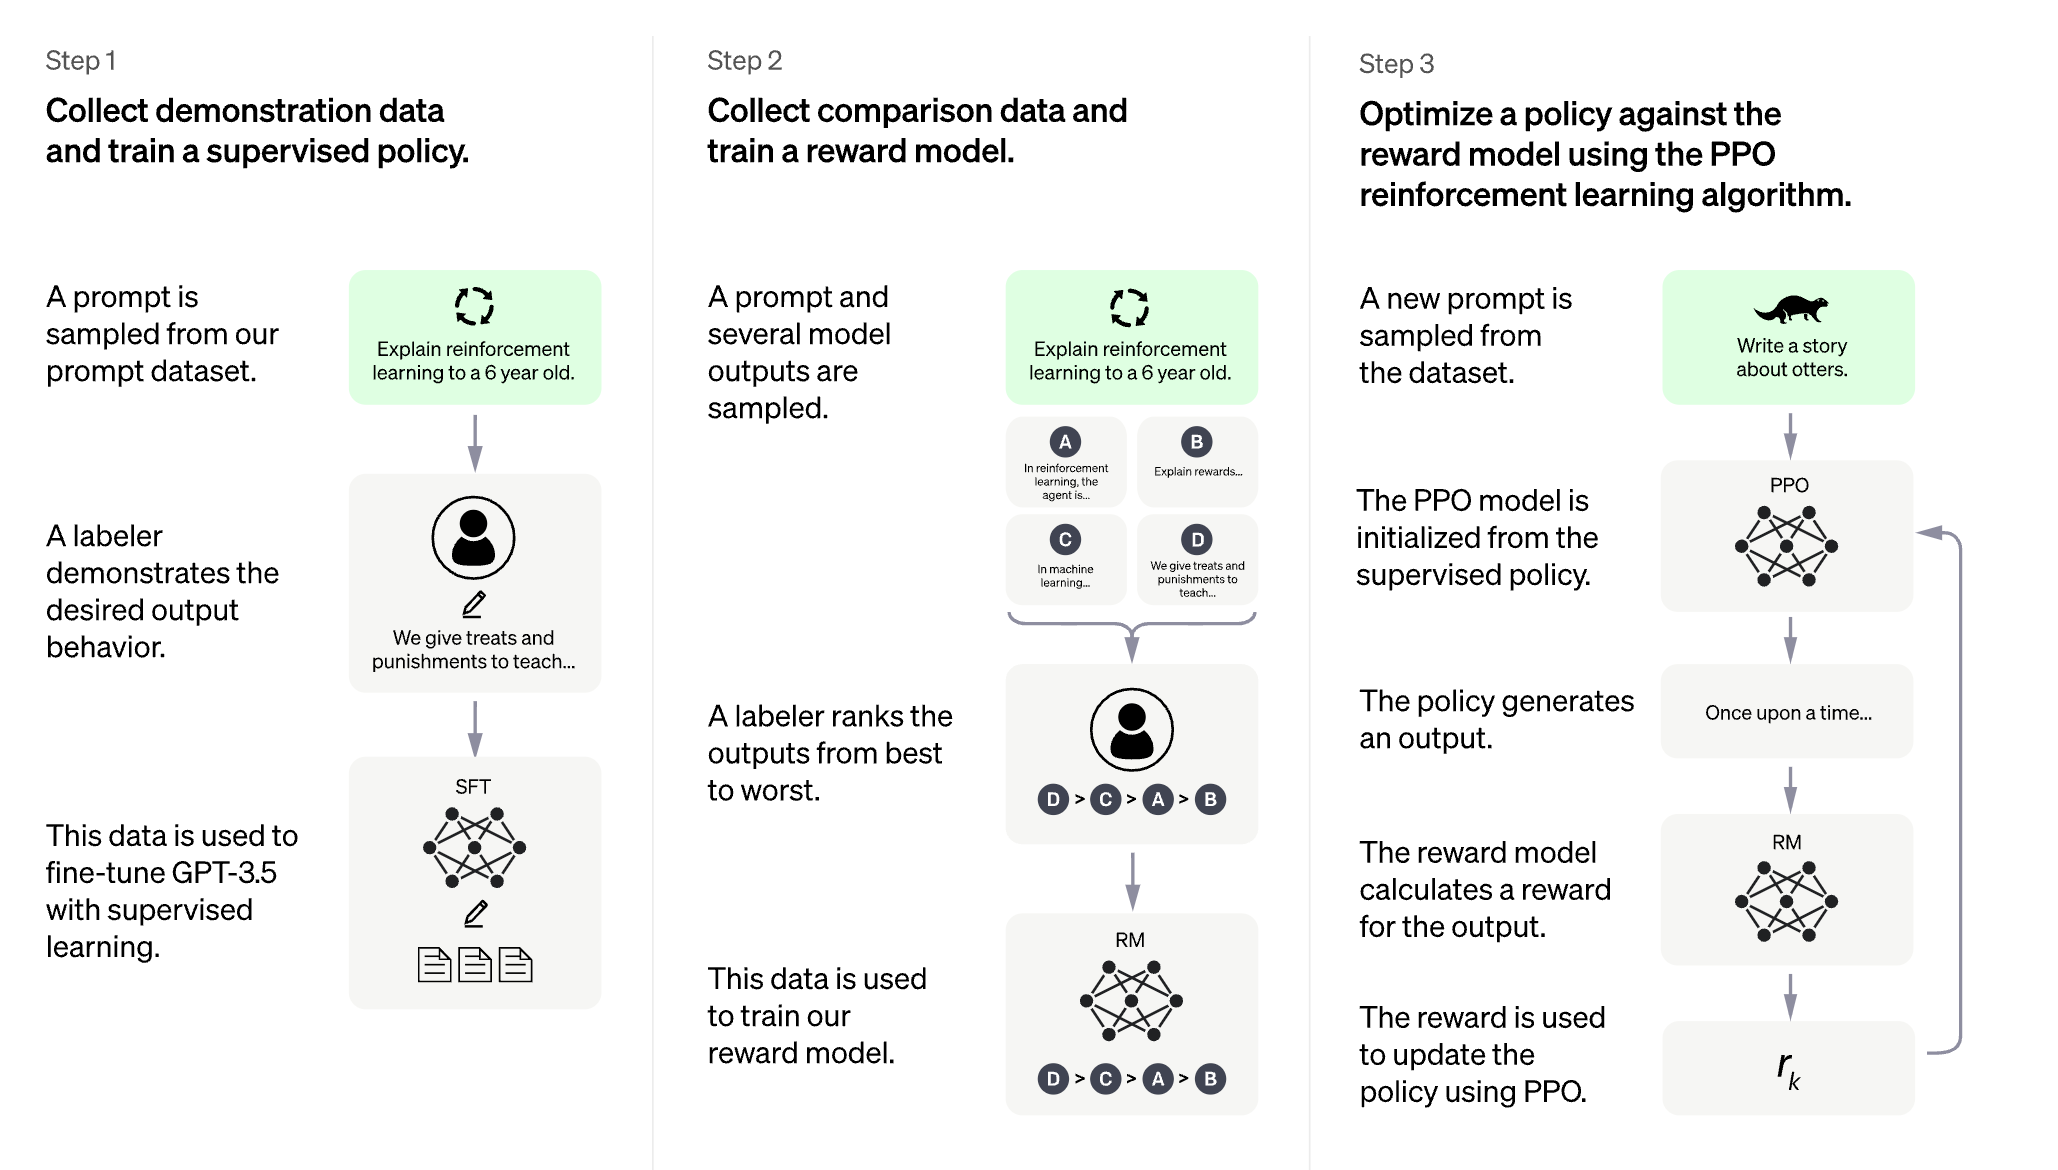 Step 1
Collect demonstration data
and train a supervised policy.
A prompt is
sampled from our
prompt dataset.
Explain reinforcement
learning to a 6 year old.
A labeler
demonstrates the
desired output
behavior.
We give treats and
punishments to teach...
This data is used to
fine-tune GPT-3.5
with supervised
learning.
SFT
Step 2
Collect comparison data and
train a reward model.
A prompt and
several model
outputs are
sampled.
Explain reinforcement
learning to a 6 year old.
A
In reinforcement
learning, the
agent is...
B
Explain rewards...
C
In machine
learning...
D
We give treats and
punishments to
teach...
A labeler ranks the
outputs from best
to worst.
D > C > A > B
This data is used
to train our
reward model.
RM
D > C > A > B
Step 3
Optimize a policy against the
reward model using the PPO
reinforcement learning algorithm.
A new prompt is
sampled from
the dataset.
Write a story
about otters.
The PPO model is
initialized from the
supervised policy.
PPO
The policy generates
an output.
Once upon a time...
The reward model
calculates a reward
for the output.
RM
The reward is used
to update the
policy using PPO.
r_k